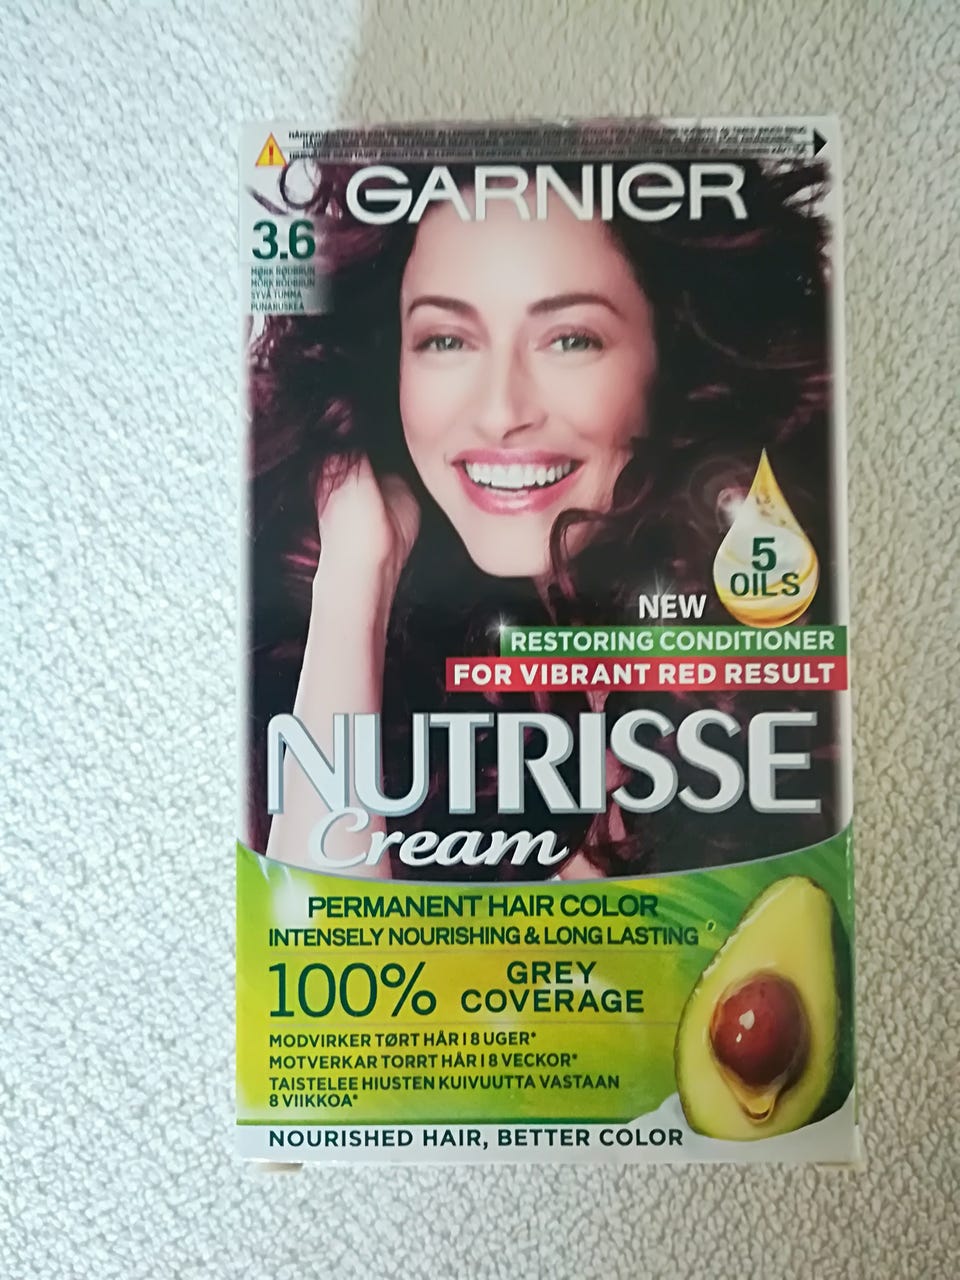 GARNIER
3.6
MØRK RØDBRUN
MÖRK RÖDBRUN
SYVÄ TUMMA
PUNARUSKEA
5
OILS
NEW
RESTORING CONDITIONER
FOR VIBRANT RED RESULT
NUTRISSE
Cream
PERMANENT HAIR COLOR
INTENSELY NOURISHING & LONG LASTING
100% GREY
COVERAGE
MODVIRKER TØRT HÅR I 8 UGER*
MOTVERKAR TORRT HÅR I 8 VECKOR*
TAISTELEE HIUSTEN KUIVUUTTA VASTAAN
8 VIIKKOA*
NOURISHED HAIR, BETTER COLOR